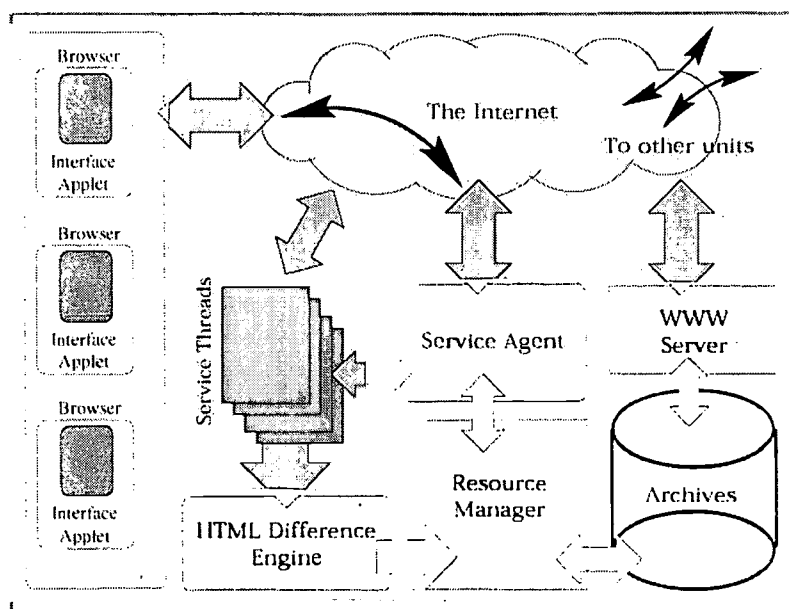 Browser
Interface
Applet
Browser
Interface
Applet
Browser
Interface
Applet
The Internet
To other units
Service Threads
Service Agent
WWW
Server
HTML Difference
Engine
Resource
Manager
Archives